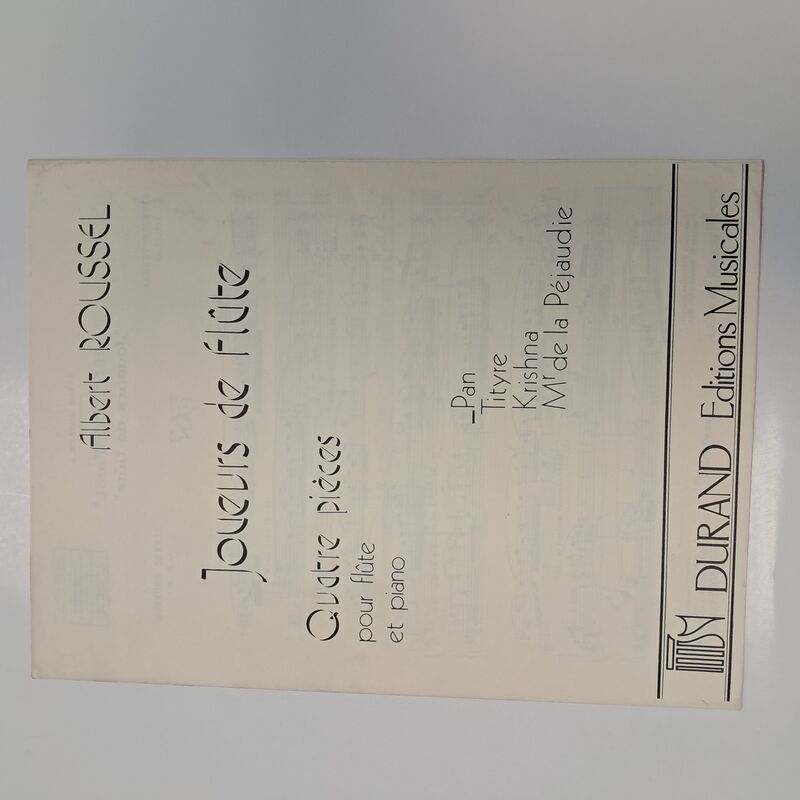 Albert ROUSSEL
Joueurs de flûte
Quatre pièces
pour flûte
et piano
_Pan
Tityre
Krishna
Mr de la Péjaudie
DURAND Editions Musicales